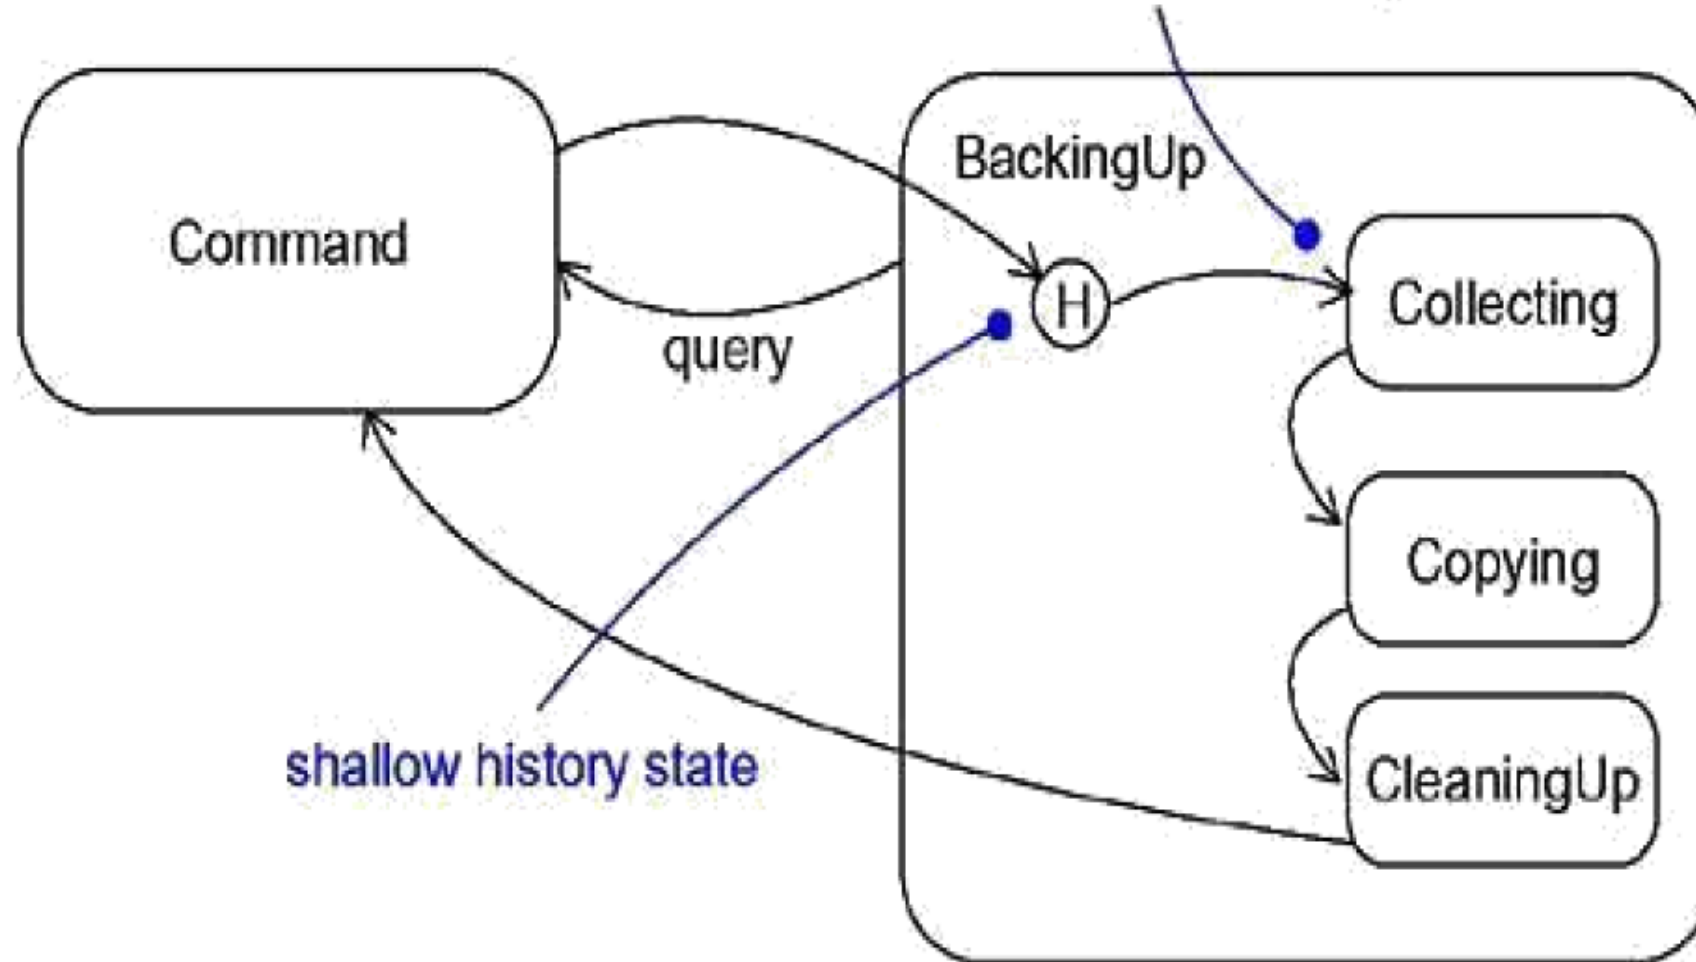 BackingUp
Command
H
Collecting
query
Copying
shallow history state
CleaningUp